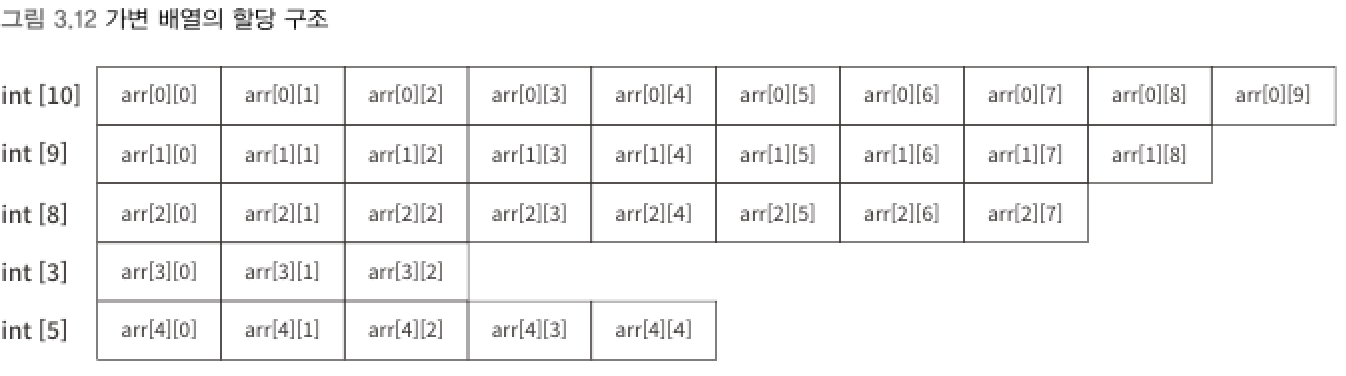 그림 3.12 가변 배열의 할당 구조
int [10] arr[0][0] arr[0][1] arr[0][2] arr[0][3] arr[0][4] arr[0][5] arr[0][6] arr[0][7] arr[0][8] arr[0][9]
int [9] arr[1][0] arr[1][1] arr[1][2] arr[1][3] arr[1][4] arr[1][5] arr[1][6] arr[1][7] arr[1][8]
int [8] arr[2][0] arr[2][1] arr[2][2] arr[2][3] arr[2][4] arr[2][5] arr[2][6] arr[2][7]
int [3] arr[3][0] arr[3][1] arr[3][2]
int [5] arr[4][0] arr[4][1] arr[4][2] arr[4][3] arr[4][4]